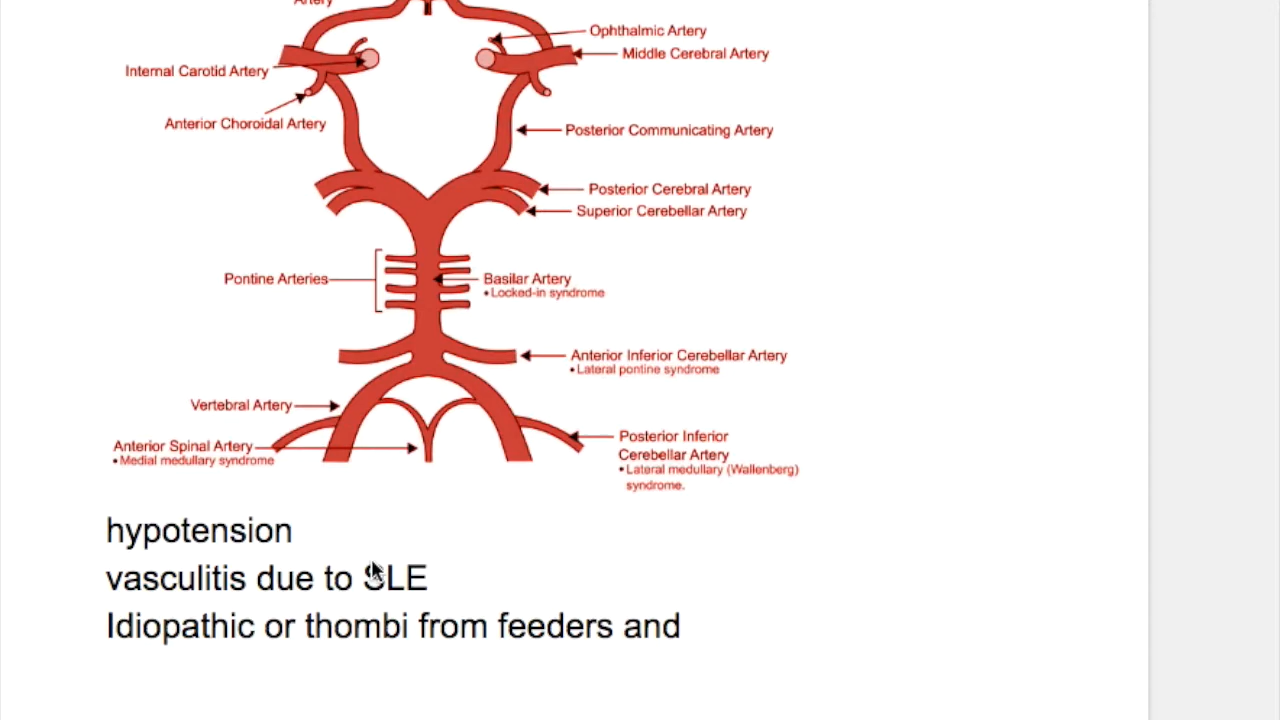 Artery
Ophthalmic Artery
Middle Cerebral Artery
Internal Carotid Artery
Anterior Choroidal Artery
Posterior Communicating Artery
Posterior Cerebral Artery
Superior Cerebellar Artery
Pontine Arteries
Basilar Artery
• Locked-in syndrome
Anterior Inferior Cerebellar Artery
• Lateral pontine syndrome
Vertebral Artery
Anterior Spinal Artery
• Medial medullary syndrome
Posterior Inferior
Cerebellar Artery
• Lateral medullary (Wallenberg)
syndrome.
hypotension
vasculitis due to SLE
Idiopathic or thombi from feeders and